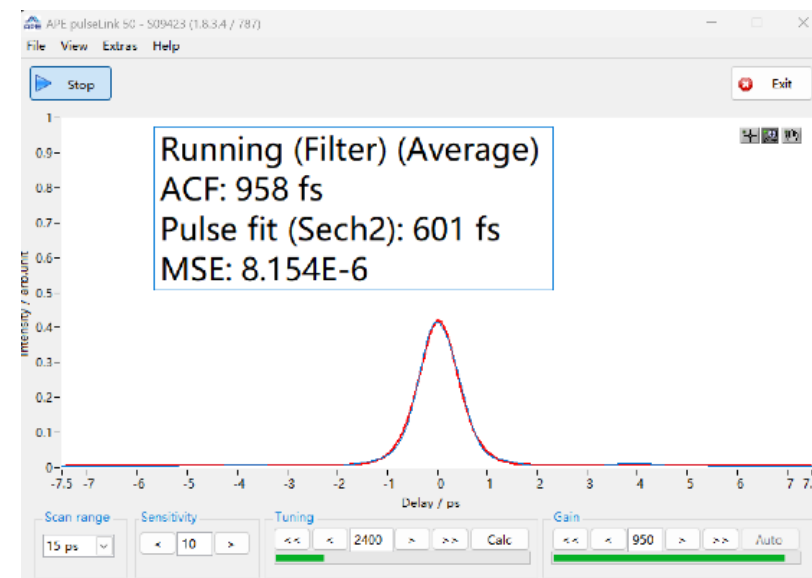 APE pulseLink 50 - S09423 (1.8.3.4 / 787)
File View Extras Help
Stop
Exit
Running (Filter) (Average)
ACF: 958 fs
Pulse fit (Sech2): 601 fs
MSE: 8.154E-6
1
0.9
0.8
0.7
0.6
0.5
0.4
0.3
0.2
0.1
0
Intensity / arb.unit
-7.5 -7 -6 -5 -4 -3 -2 -1 0 1 2 3 4 5 6 7 7.
Delay / ps
Scan range
15 ps
Sensitivity
< 10 >
Tuning
<< < 2400 > >> Calc
Gain
<< < 950 > >> Auto